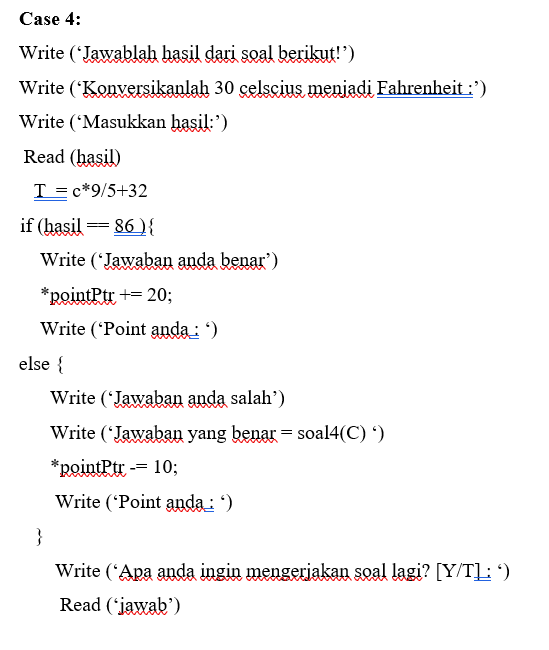 Case 4:
Write (‘Jawablah hasil dari soal berikut!’)
Write (‘Konversikanlah 30 celscius menjadi Fahrenheit :’)
Write (‘Masukkan hasil:’)
Read (hasil)
T = c*9/5+32
if (hasil == 86 ){
Write (‘Jawaban anda benar’)
*pointPtr += 20;
Write (‘Point anda : ‘)
else {
Write (‘Jawaban anda salah’)
Write (‘Jawaban yang benar = soal4(C) ‘)
*pointPtr -= 10;
Write (‘Point anda : ‘)
}
Write (‘Apa anda ingin mengerjakan soal lagi? [Y/T] : ‘)
Read (‘jawab’)